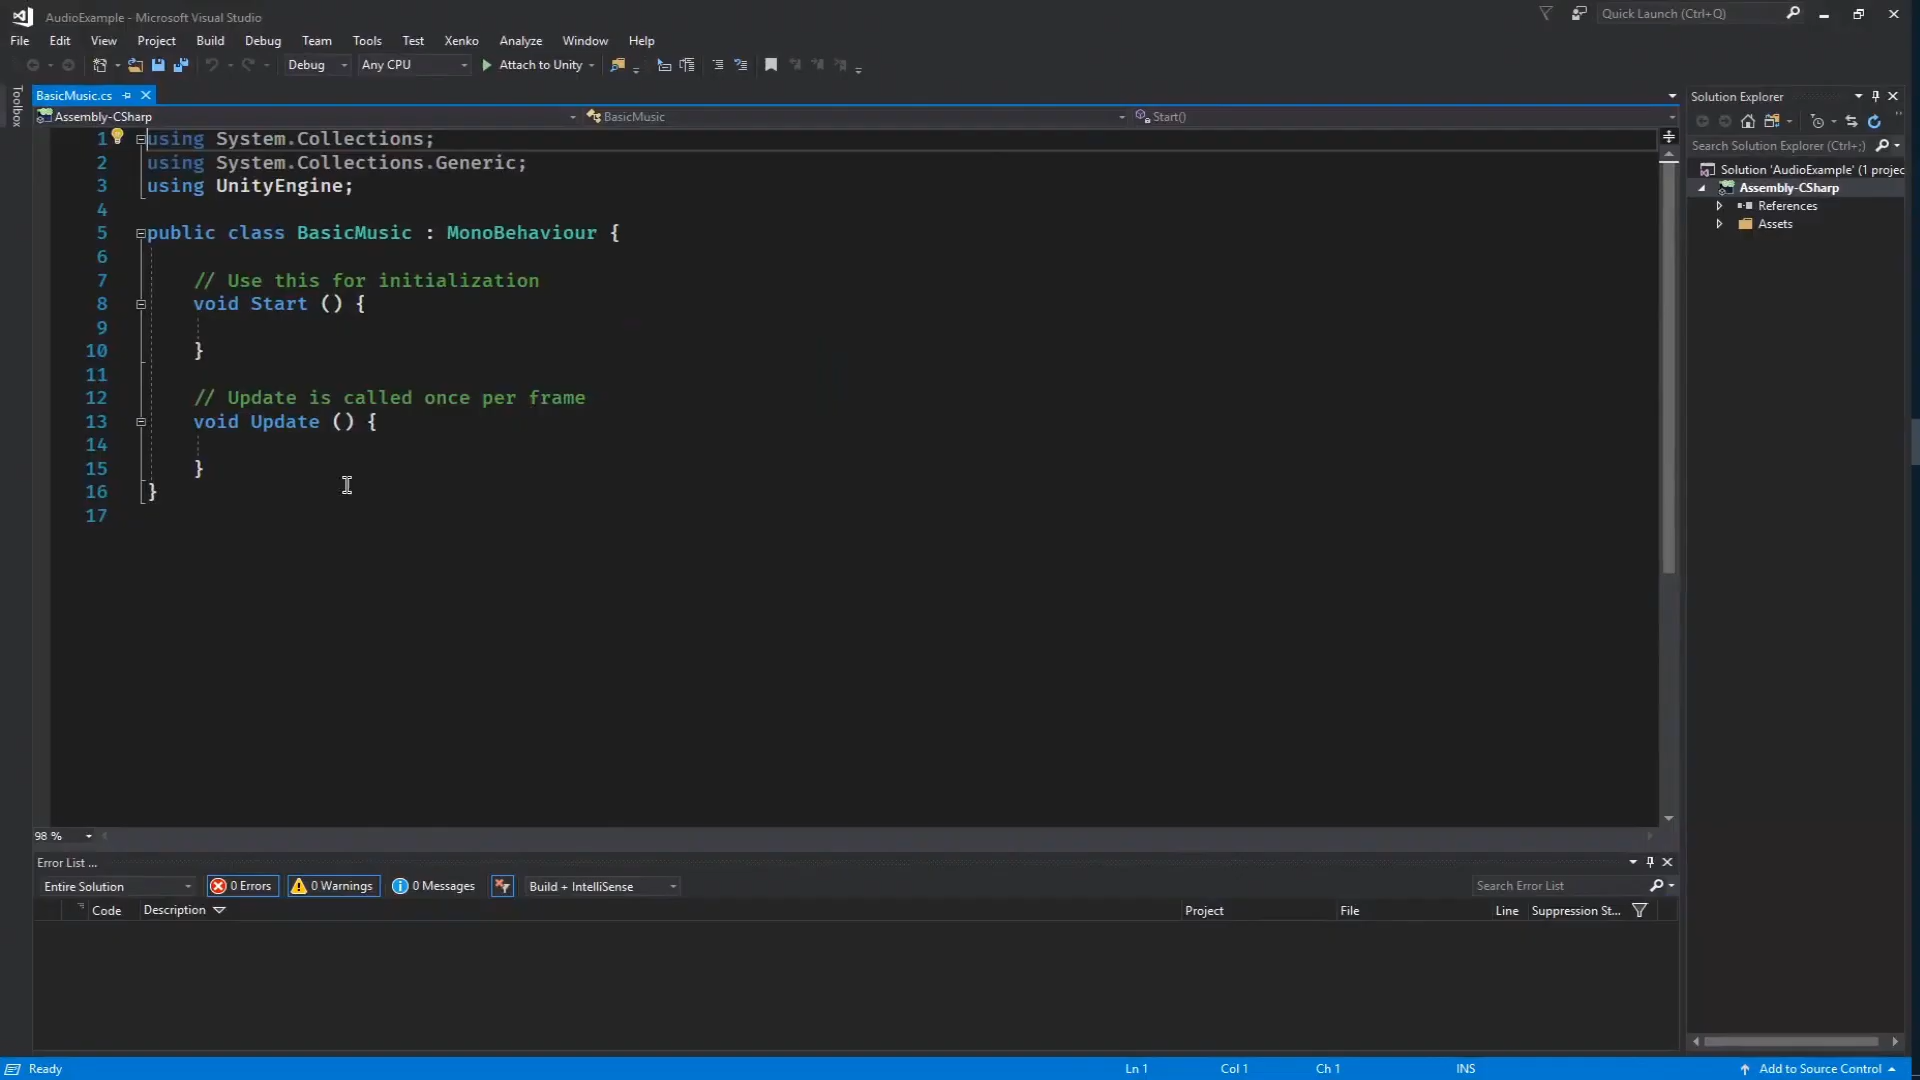 AudioExample - Microsoft Visual Studio
Quick Launch (Ctrl+Q)
File Edit View Project Build Debug Team Tools Test Xenko Analyze Window Help
Debug Any CPU Attach to Unity
Toolbox
BasicMusic.cs
Assembly-CSharp BasicMusic Start()
1 using System.Collections;
2 using System.Collections.Generic;
3 using UnityEngine;
4
5 public class BasicMusic : MonoBehaviour {
6
7 // Use this for initialization
8 void Start () {
9
10 }
11
12 // Update is called once per frame
13 void Update () {
14
15 }
16 }
17
98 %
Solution Explorer
Search Solution Explorer (Ctrl+;)
Solution 'AudioExample' (1 projec
Assembly-CSharp
References
Assets
Error List ...
Entire Solution 0 Errors 0 Warnings 0 Messages Build + IntelliSense Search Error List
Code Description Project File Line Suppression St...
Ready Ln 1 Col 1 Ch 1 INS Add to Source Control